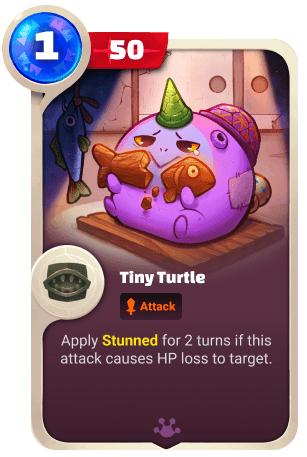 1
50
Tiny Turtle
Attack
Apply Stunned for 2 turns if this
attack causes HP loss to target.